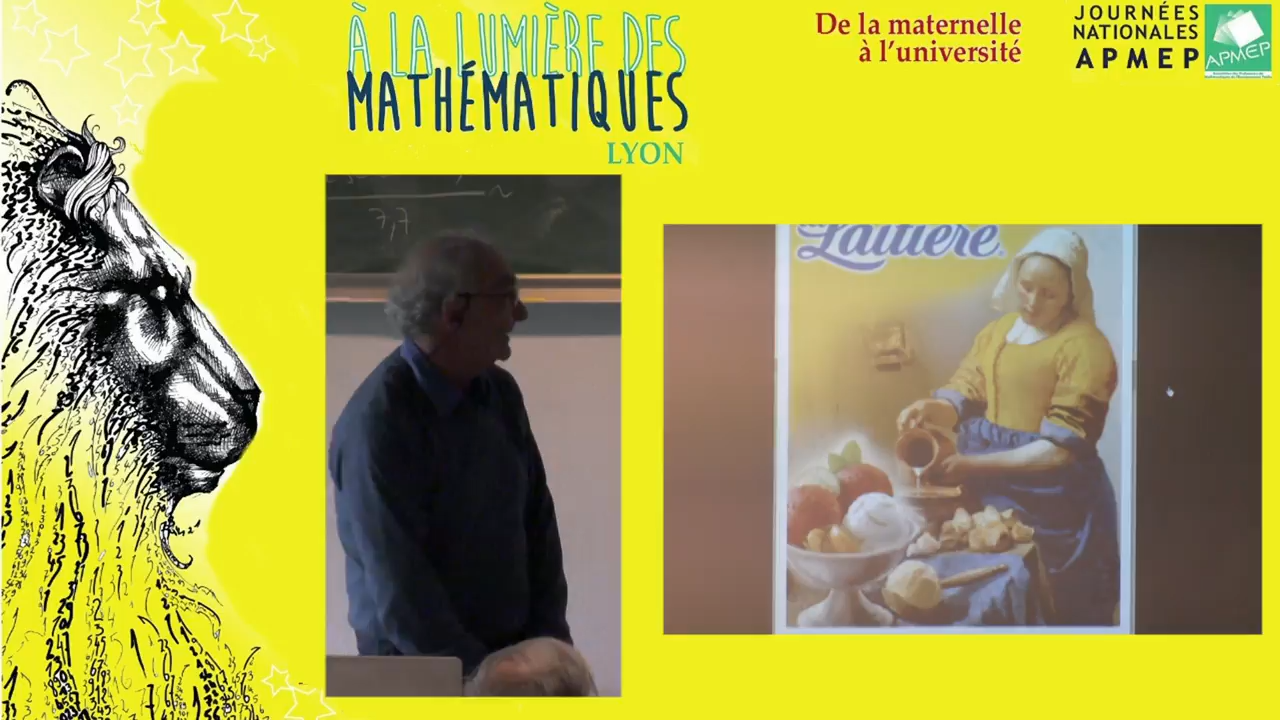 À LA LUMIÈRE DES
MATHÉMATIQUES
LYON
De la maternelle
à l'université
JOURNÉES
NATIONALES
APMEP
APMEP
7,7
Laitière